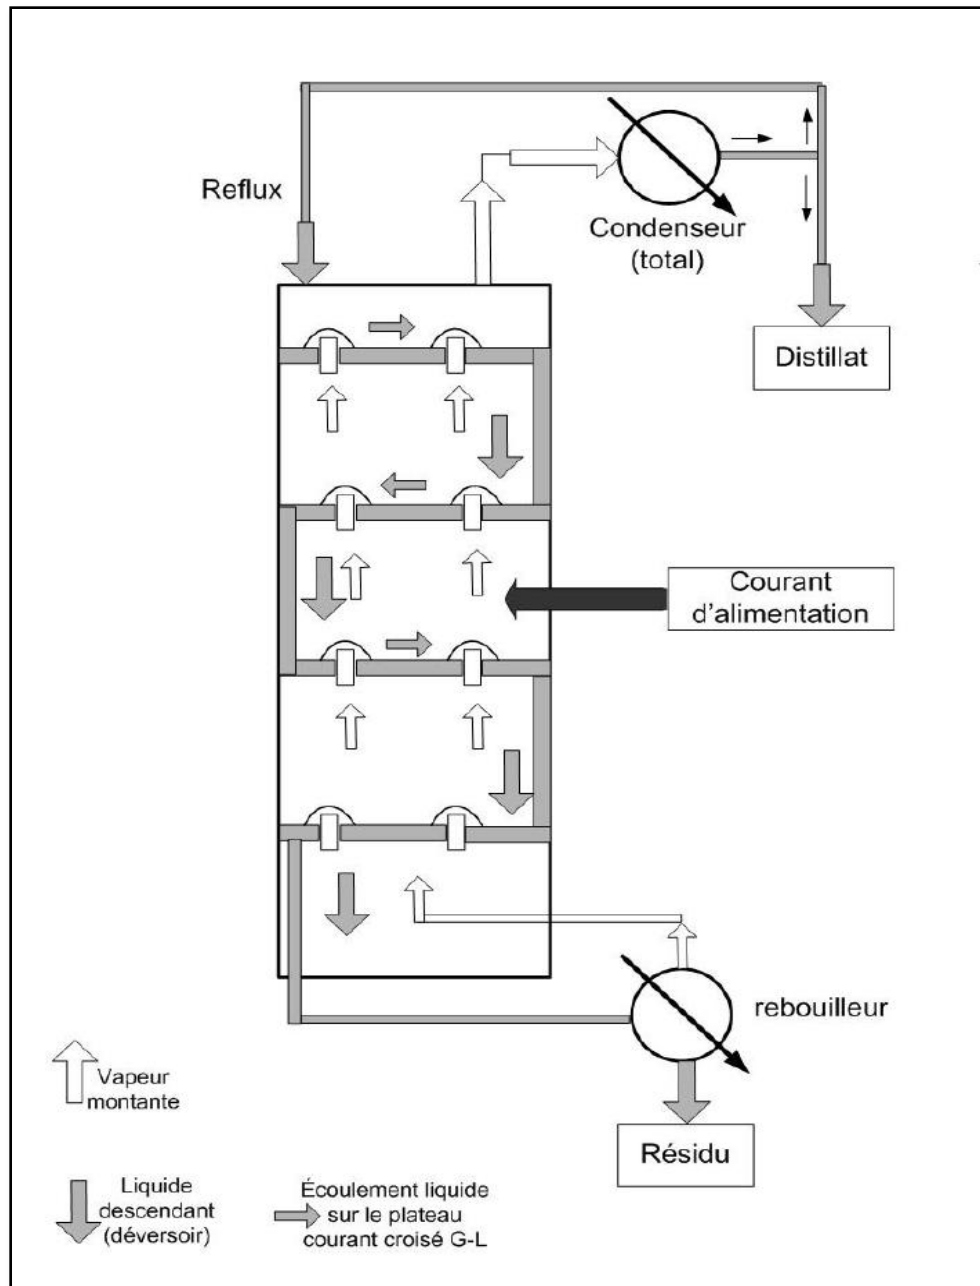 Reflux
Condenseur
(total)
Distillat
Courant
d'alimentation
rebouilleur
Vapeur
montante
Résidu
Liquide
descendant
(déversoir)
Écoulement liquide
sur le plateau
courant croisé G-L